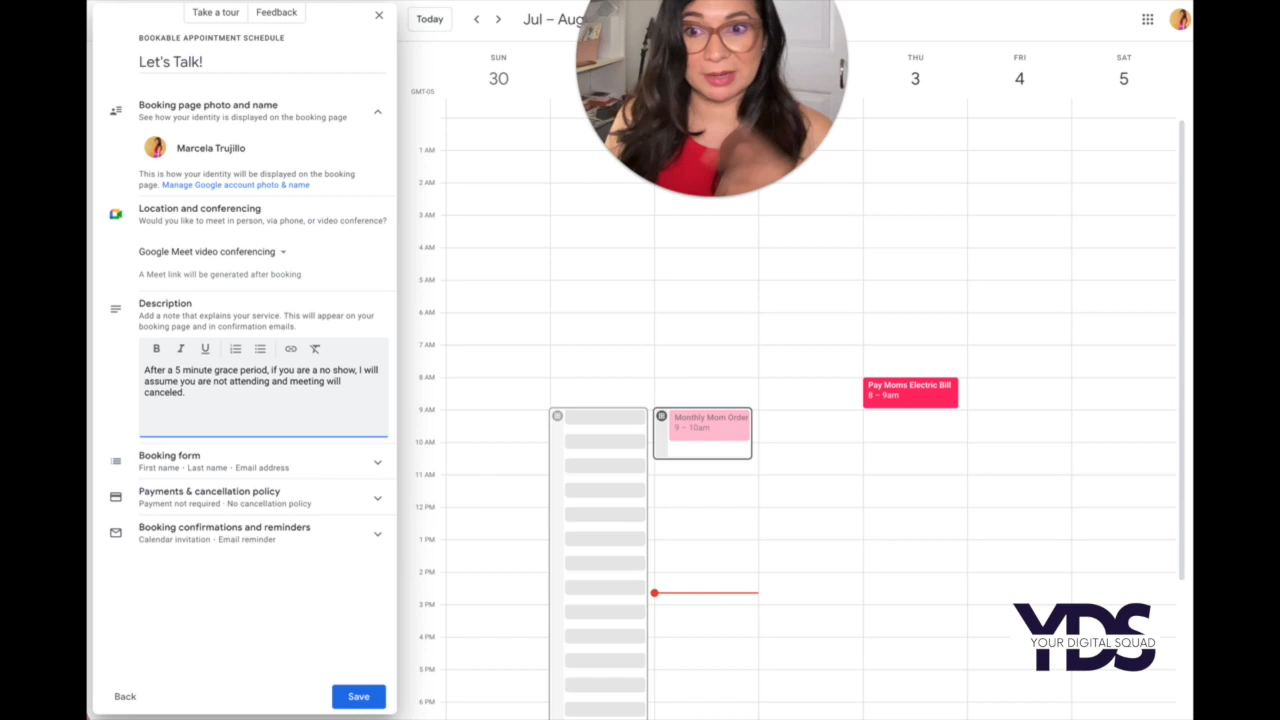 Take a tour
Feedback
BOOKABLE APPOINTMENT SCHEDULE
Let's Talk!
Booking page photo and name
See how your identity is displayed on the booking page
Marcela Trujillo
This is how your identity will be displayed on the booking
page. Manage Google account photo & name
Location and conferencing
Would you like to meet in person, via phone, or video conference?
Google Meet video conferencing
A Meet link will be generated after booking
Description
Add a note that explains your service. This will appear on your
booking page and in confirmation emails.
B I U
After a 5 minute grace period, if you are a no show, I will
assume you are not attending and meeting will
canceled.
Booking form
First name · Last name · Email address
Payments & cancellation policy
Payment not required · No cancellation policy
Booking confirmations and reminders
Calendar invitation · Email reminder
Back
Save
Today
Jul – Aug
SUN
30
THU
3
FRI
4
SAT
5
GMT-05
1 AM
2 AM
3 AM
4 AM
5 AM
6 AM
7 AM
8 AM
9 AM
10 AM
11 AM
12 PM
1 PM
2 PM
3 PM
4 PM
5 PM
6 PM
Pay Moms Electric Bill
8 – 9am
Monthly Mom Order
9 – 10am
YDS
YOUR DIGITAL SQUAD